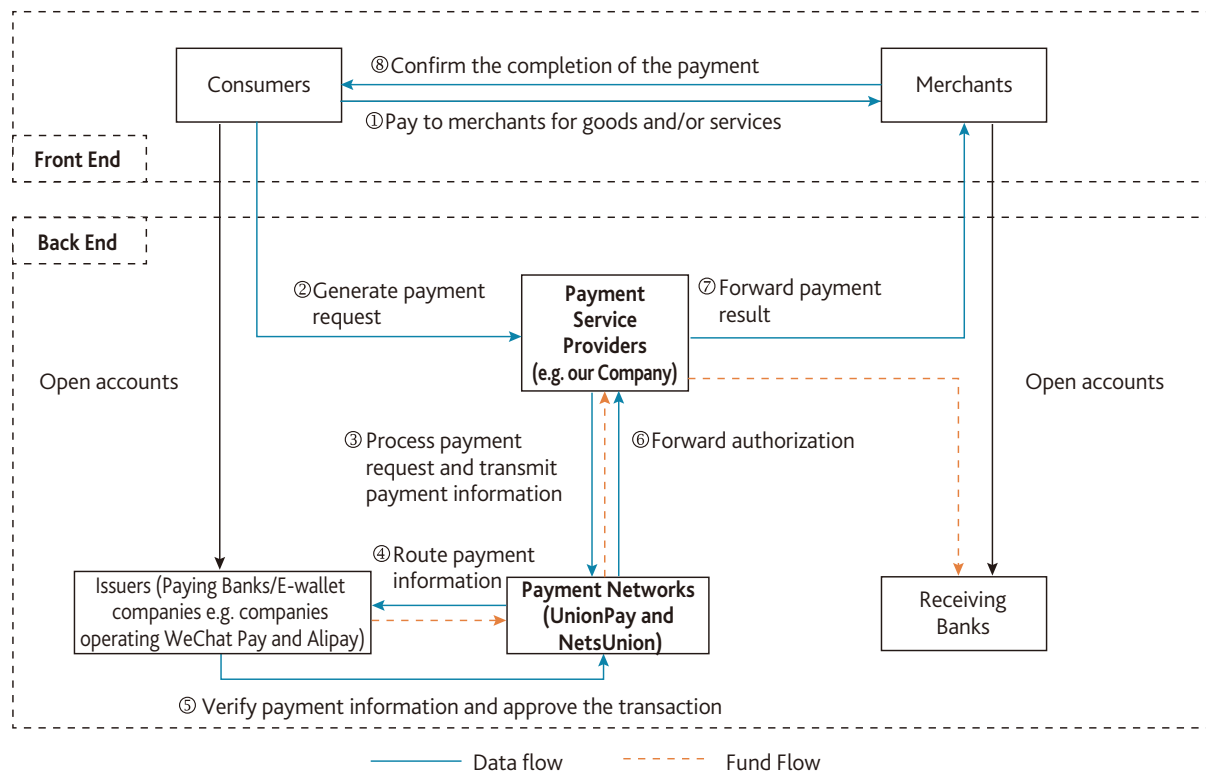 ⑧Confirm the completion of the payment
Consumers
Merchants
①Pay to merchants for goods and/or services
Front End
Back End
②Generate payment
request
Payment
Service
Providers
(e.g. our Company)
⑦Forward payment
result
Open accounts
Open accounts
③Process payment
request and transmit
payment information
⑥Forward authorization
④Route payment
information
Issuers (Paying Banks/E-wallet
companies e.g. companies
operating WeChat Pay and Alipay)
Payment Networks
(UnionPay and
NetsUnion)
Receiving
Banks
⑤ Verify payment information and approve the transaction
Data flow
Fund Flow